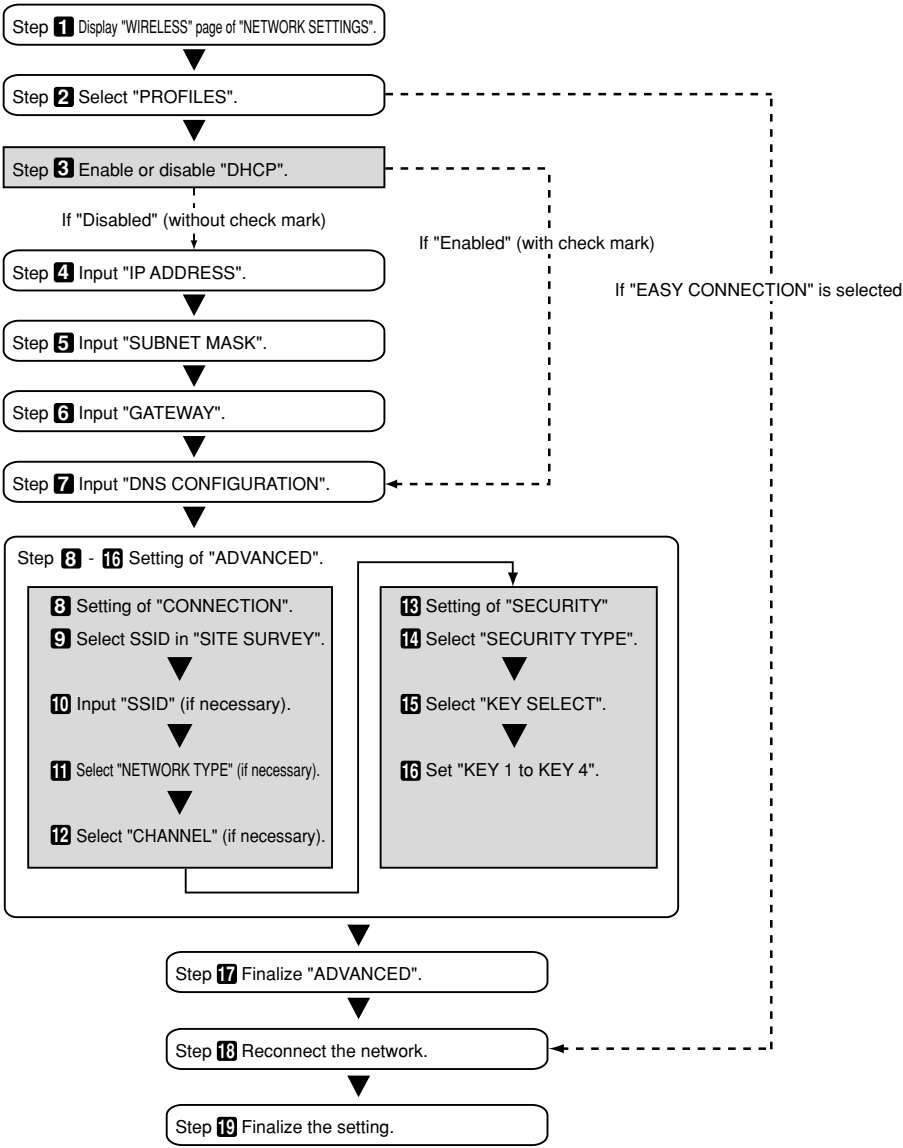 Step 1 Display "WIRELESS" page of "NETWORK SETTINGS".
Step 2 Select "PROFILES".
Step 3 Enable or disable "DHCP".
If "Disabled" (without check mark)
If "Enabled" (with check mark)
Step 4 Input "IP ADDRESS".
If "EASY CONNECTION" is selected
Step 5 Input "SUBNET MASK".
Step 6 Input "GATEWAY".
Step 7 Input "DNS CONFIGURATION".
Step 8 - 16 Setting of "ADVANCED".
8 Setting of "CONNECTION".
9 Select SSID in "SITE SURVEY".
10 Input "SSID" (if necessary).
11 Select "NETWORK TYPE" (if necessary).
12 Select "CHANNEL" (if necessary).
13 Setting of "SECURITY"
14 Select "SECURITY TYPE".
15 Select "KEY SELECT".
16 Set "KEY 1 to KEY 4".
Step 17 Finalize "ADVANCED".
Step 18 Reconnect the network.
Step 19 Finalize the setting.